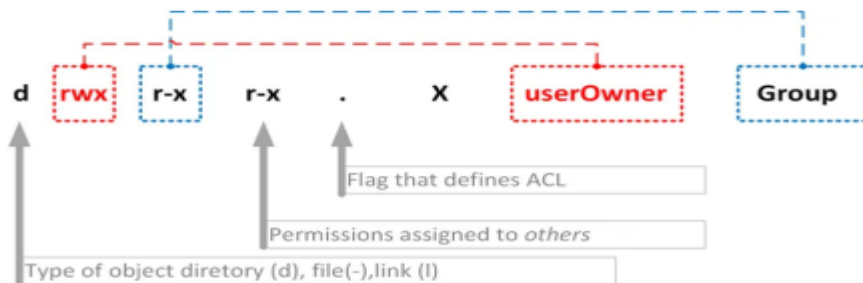 d rwx r-x r-x . X userOwner Group
Flag that defines ACL
Permissions assigned to others
Type of object diretory (d), file(-),link (l)